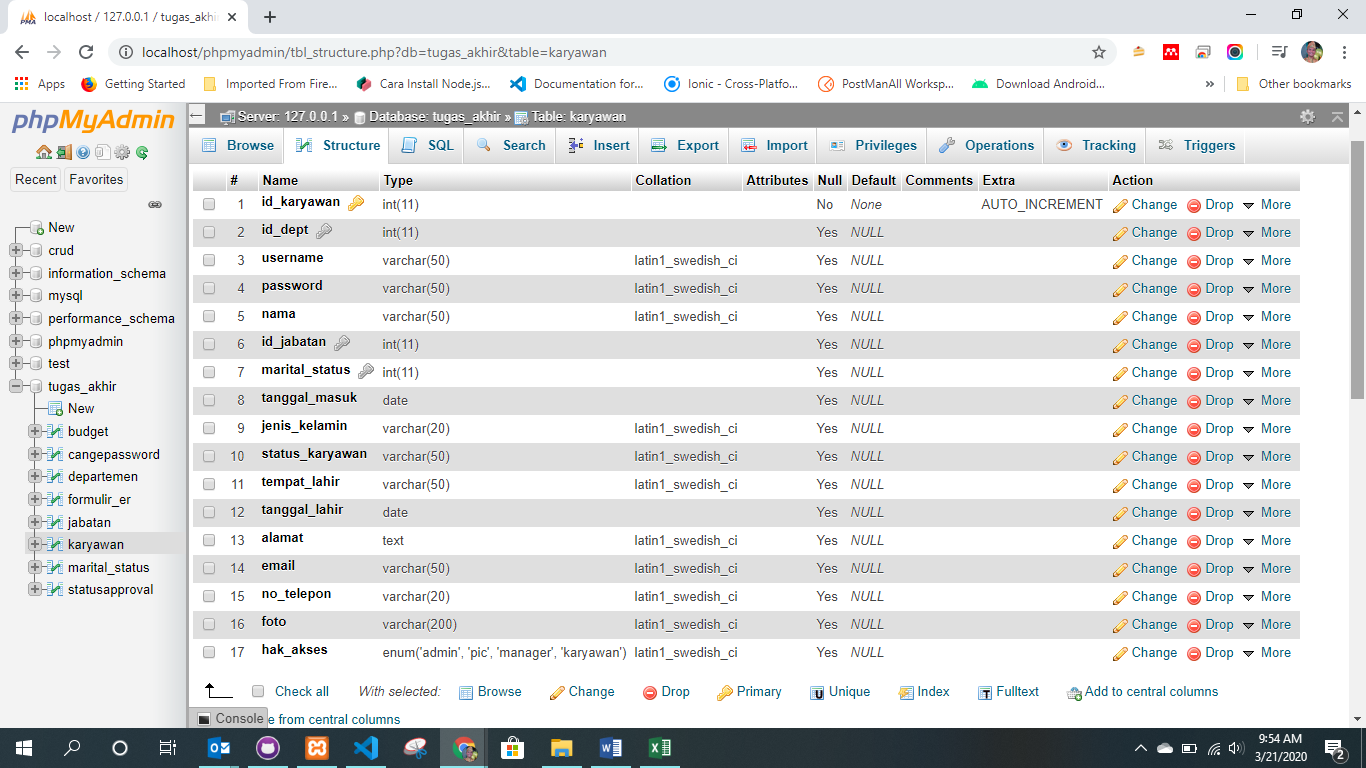 localhost / 127.0.0.1 / tugas_akhi
localhost/phpmyadmin/tbl_structure.php?db=tugas_akhir&table=karyawan
Apps Getting Started Imported From Fire... Cara Install Node.js... Documentation for... Ionic - Cross-Platfo... PostManAll Worksp... Download Android... » Other bookmarks
phpMyAdmin
Recent Favorites
New
crud
information_schema
mysql
performance_schema
phpmyadmin
test
tugas_akhir
New
budget
cangepassword
departemen
formulir_er
jabatan
karyawan
marital_status
statusapproval
Server: 127.0.0.1 » Database: tugas_akhir » Table: karyawan
Browse Structure SQL Search Insert Export Import Privileges Operations Tracking Triggers
# Name Type Collation Attributes Null Default Comments Extra Action
1 id_karyawan int(11) No None AUTO_INCREMENT Change Drop More
2 id_dept int(11) Yes NULL Change Drop More
3 username varchar(50) latin1_swedish_ci Yes NULL Change Drop More
4 password varchar(50) latin1_swedish_ci Yes NULL Change Drop More
5 nama varchar(50) latin1_swedish_ci Yes NULL Change Drop More
6 id_jabatan int(11) Yes NULL Change Drop More
7 marital_status int(11) Yes NULL Change Drop More
8 tanggal_masuk date Yes NULL Change Drop More
9 jenis_kelamin varchar(20) latin1_swedish_ci Yes NULL Change Drop More
10 status_karyawan varchar(50) latin1_swedish_ci Yes NULL Change Drop More
11 tempat_lahir varchar(50) latin1_swedish_ci Yes NULL Change Drop More
12 tanggal_lahir date Yes NULL Change Drop More
13 alamat text latin1_swedish_ci Yes NULL Change Drop More
14 email varchar(50) latin1_swedish_ci Yes NULL Change Drop More
15 no_telepon varchar(20) latin1_swedish_ci Yes NULL Change Drop More
16 foto varchar(200) latin1_swedish_ci Yes NULL Change Drop More
17 hak_akses enum('admin', 'pic', 'manager', 'karyawan') latin1_swedish_ci Yes NULL Change Drop More
Check all With selected: Browse Change Drop Primary Unique Index Fulltext Add to central columns
Console e from central columns
9:54 AM
3/21/2020
2